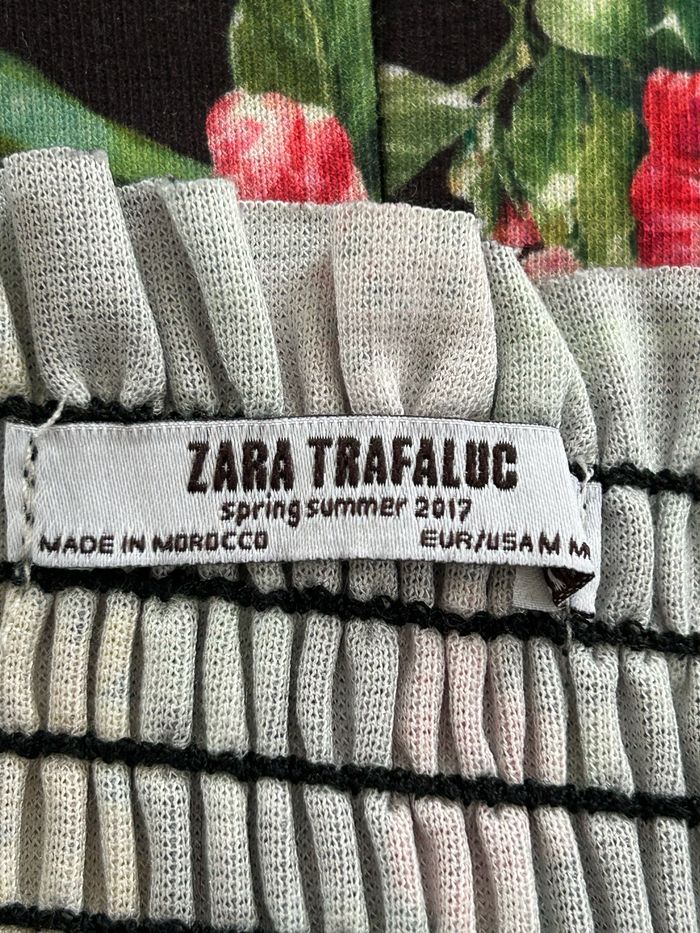 ZARA TRAFALUC
spring summer 2017
MADE IN MOROCCO EUR/USA M M